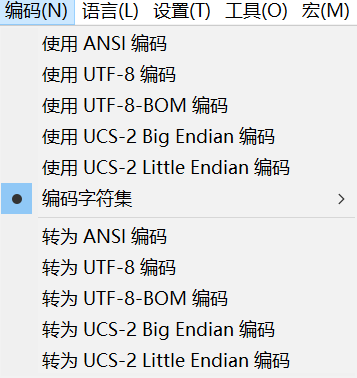 编码(N) 语言(L) 设置(T) 工具(O) 宏(M)
使用 ANSI 编码
使用 UTF-8 编码
使用 UTF-8-BOM 编码
使用 UCS-2 Big Endian 编码
使用 UCS-2 Little Endian 编码
编码字符集
转为 ANSI 编码
转为 UTF-8 编码
转为 UTF-8-BOM 编码
转为 UCS-2 Big Endian 编码
转为 UCS-2 Little Endian 编码